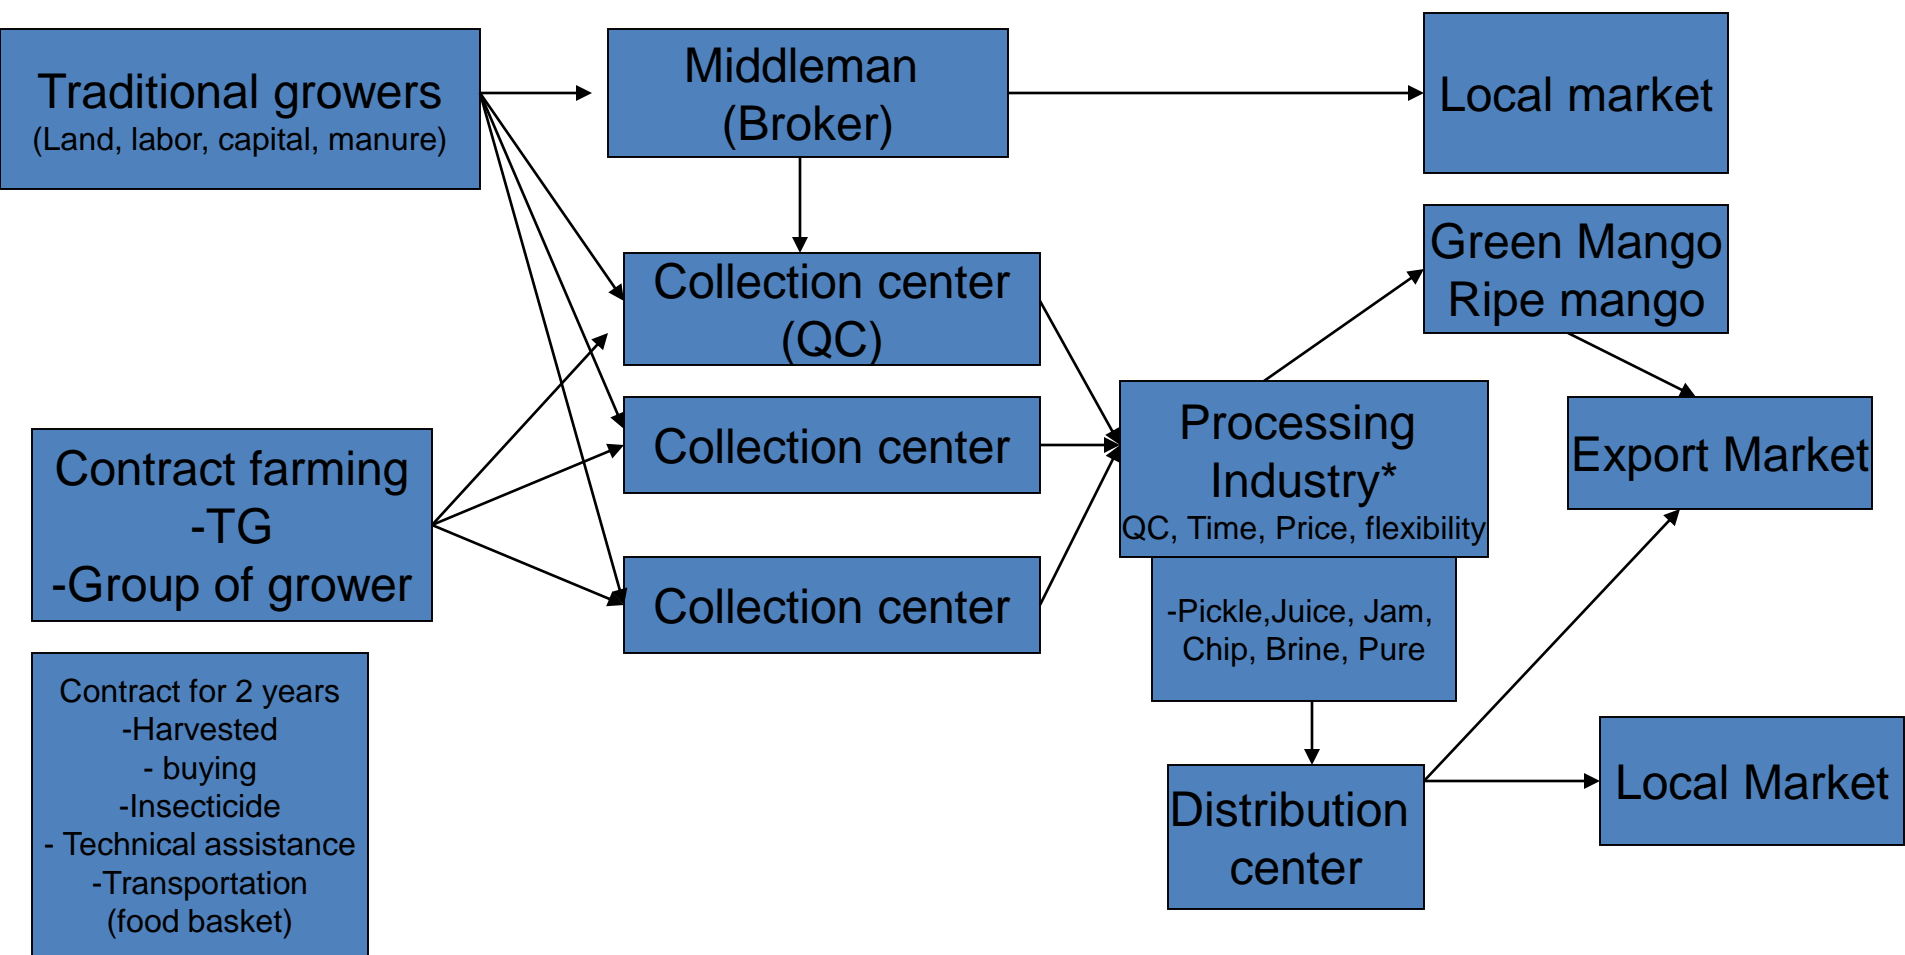 Traditional growers
(Land, labor, capital, manure)
Middleman
(Broker)
Local market
Collection center
(QC)
Green Mango
Ripe mango
Collection center
Processing
Industry*
QC, Time, Price, flexibility
Export Market
Contract farming
-TG
-Group of grower
Collection center
-Pickle,Juice, Jam,
Chip, Brine, Pure
Contract for 2 years
-Harvested
- buying
-Insecticide
- Technical assistance
-Transportation
(food basket)
Distribution
center
Local Market